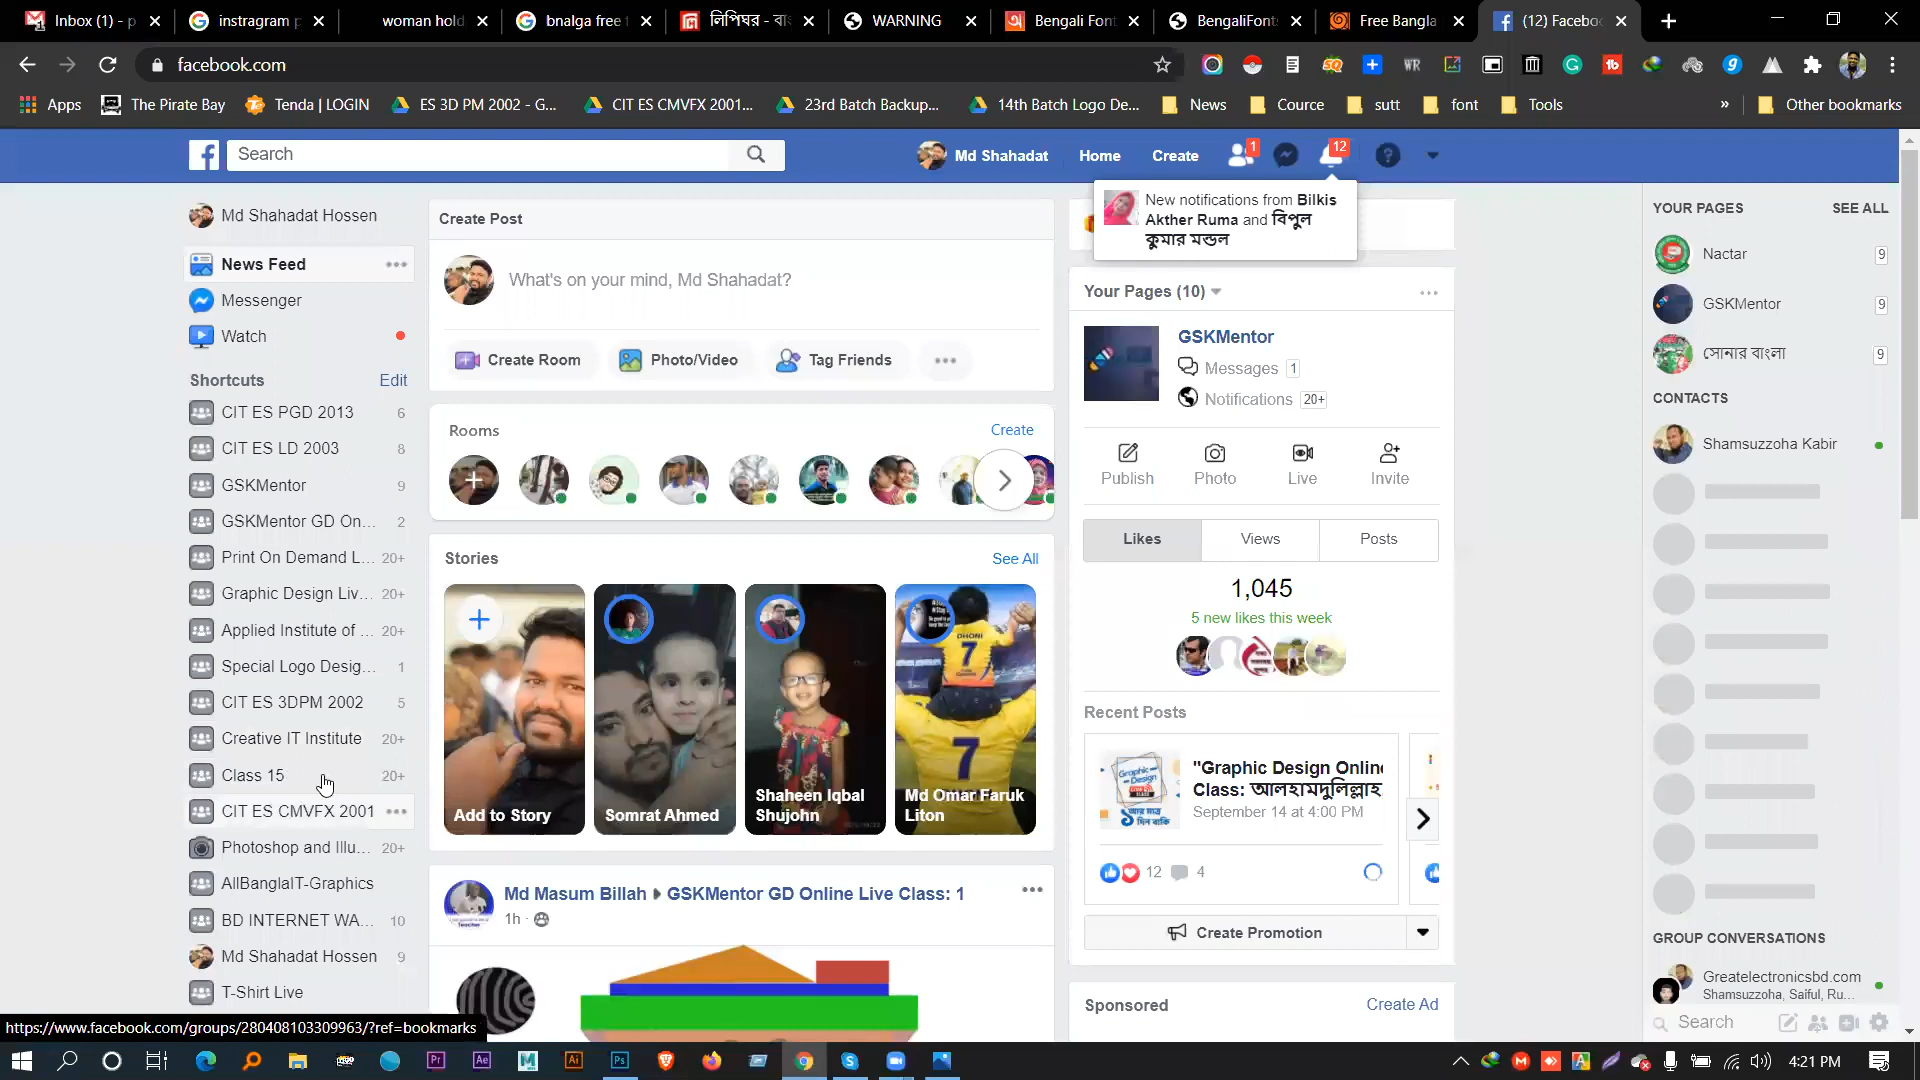 Inbox (1) - p
instragram p
woman hold
bnalga free f
লিপিঘর - বাং
WARNING
Bengali Font
BengaliFonts
Free Bangla
(12) Facebo
facebook.com
Apps
The Pirate Bay
Tenda | LOGIN
ES 3D PM 2002 - G...
CIT ES CMVFX 2001...
23rd Batch Backup...
14th Batch Logo De...
News
Cource
sutt
font
Tools
»
Other bookmarks
Search
Md Shahadat
Home
Create
1
12
New notifications from Bilkis
Akther Ruma and বিপুল
কুমার মন্ডল
Md Shahadat Hossen
News Feed
Messenger
Watch
Shortcuts
Edit
CIT ES PGD 2013 6
CIT ES LD 2003 8
GSKMentor 9
GSKMentor GD On... 2
Print On Demand L... 20+
Graphic Design Liv... 20+
Applied Institute of ... 20+
Special Logo Desig... 1
CIT ES 3DPM 2002 5
Creative IT Institute 20+
Class 15 20+
CIT ES CMVFX 2001
Photoshop and Illu... 20+
AllBanglaIT-Graphics
BD INTERNET WA... 10
Md Shahadat Hossen 9
T-Shirt Live
https://www.facebook.com/groups/280408103309963/?ref=bookmarks
Create Post
What's on your mind, Md Shahadat?
Create Room
Photo/Video
Tag Friends
Rooms
Create
Stories
See All
DHONI
7
7
Add to Story
Somrat Ahmed
Shaheen Iqbal
Shujohn
Md Omar Faruk
Liton
Md Masum Billah
GSKMentor GD Online Live Class: 1
1h
Your Pages (10)
GSKMentor
Messages 1
Notifications 20+
Publish
Photo
Live
Invite
Likes
Views
Posts
1,045
5 new likes this week
Recent Posts
Graphic
Design
"Graphic Design Online
Class: আলহামদুলিল্লাহ
September 14 at 4:00 PM
12
4
Create Promotion
Sponsored
Create Ad
YOUR PAGES
SEE ALL
Nactar 9
GSKMentor 9
সোনার বাংলা 9
CONTACTS
Shamsuzzoha Kabir
GROUP CONVERSATIONS
Greatelectronicsbd.com
Shamsuzzoha, Saiful, Ru...
Search
Pr
Ae
M
Ai
Ps
4:21 PM